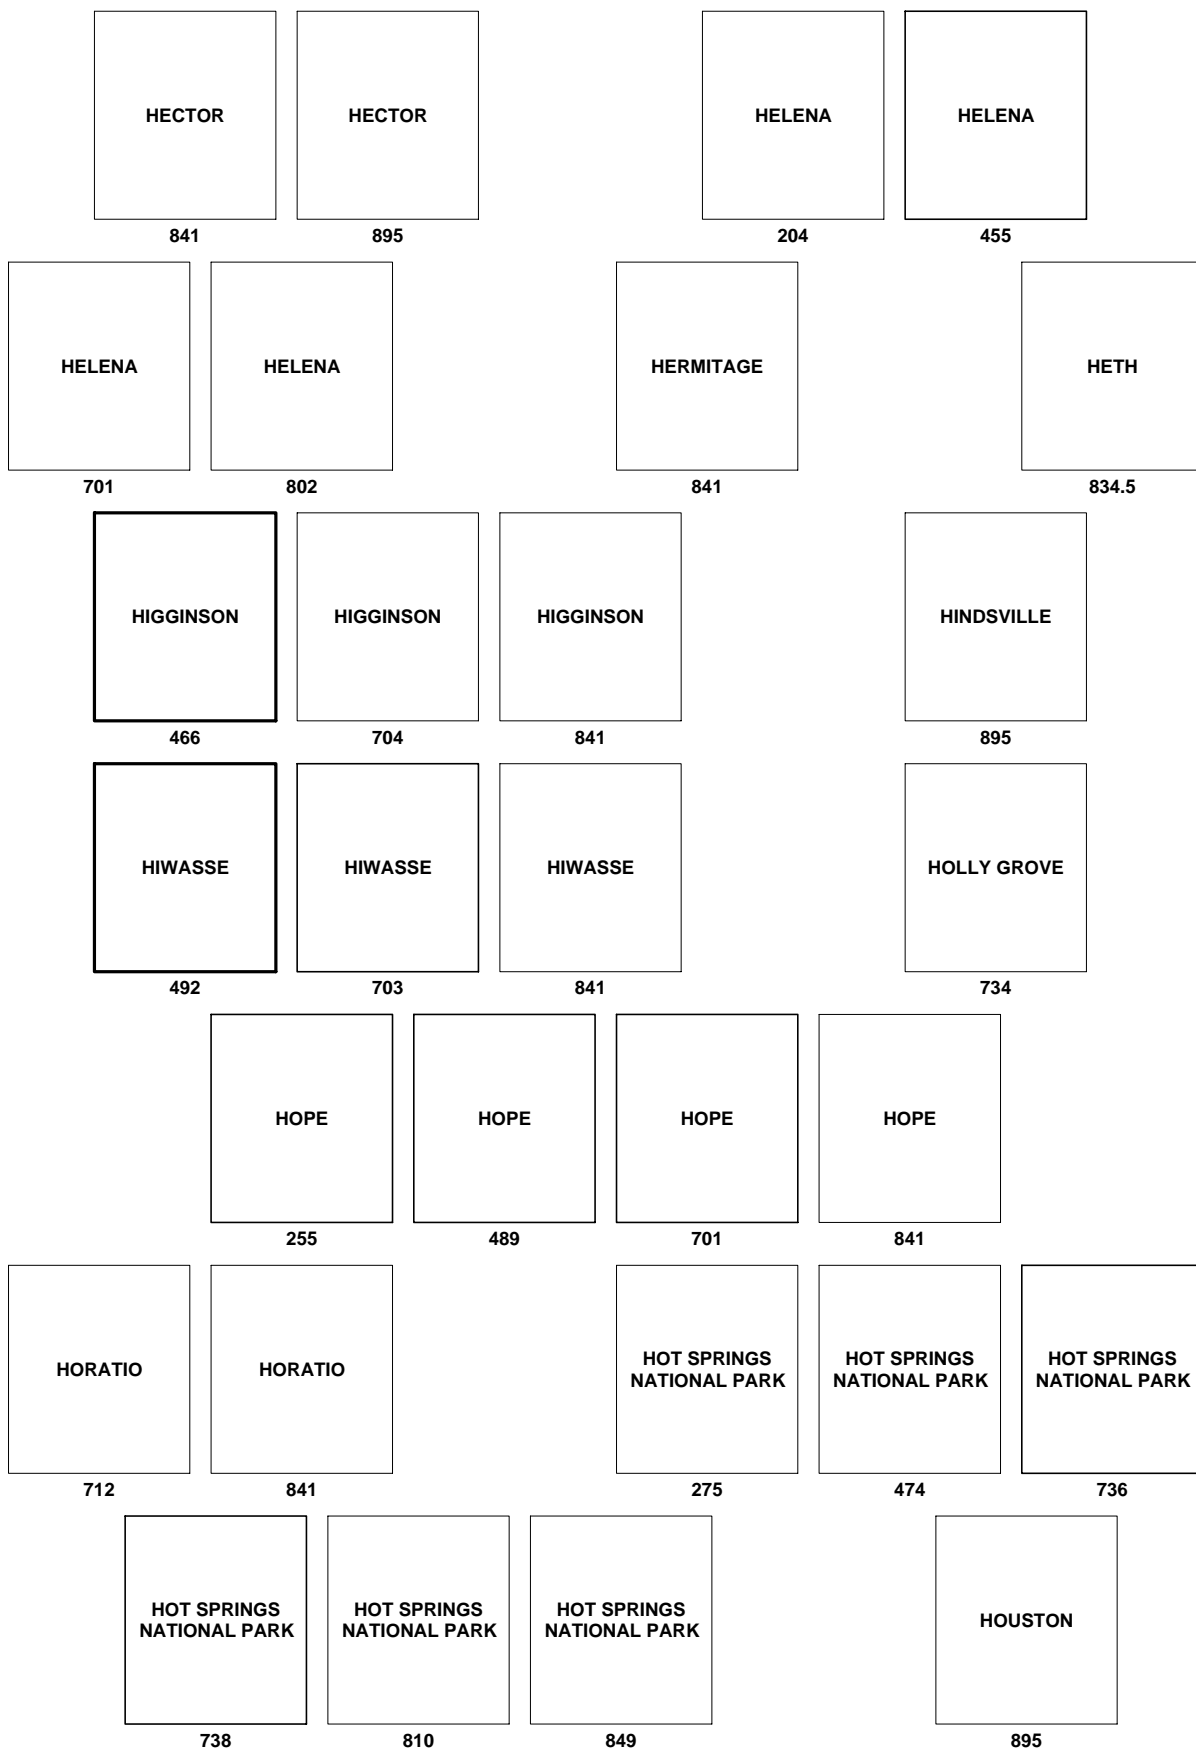 HECTOR
HECTOR
HELENA
HELENA
841
895
204
455
HELENA
HELENA
HERMITAGE
HETH
701
802
841
834.5
HIGGINSON
HIGGINSON
HIGGINSON
HINDSVILLE
466
704
841
895
HIWASSE
HIWASSE
HIWASSE
HOLLY GROVE
492
703
841
734
HOPE
HOPE
HOPE
HOPE
255
489
701
841
HORATIO
HORATIO
HOT SPRINGS
NATIONAL PARK
HOT SPRINGS
NATIONAL PARK
HOT SPRINGS
NATIONAL PARK
712
841
275
474
736
HOT SPRINGS
NATIONAL PARK
HOT SPRINGS
NATIONAL PARK
HOT SPRINGS
NATIONAL PARK
HOUSTON
738
810
849
895